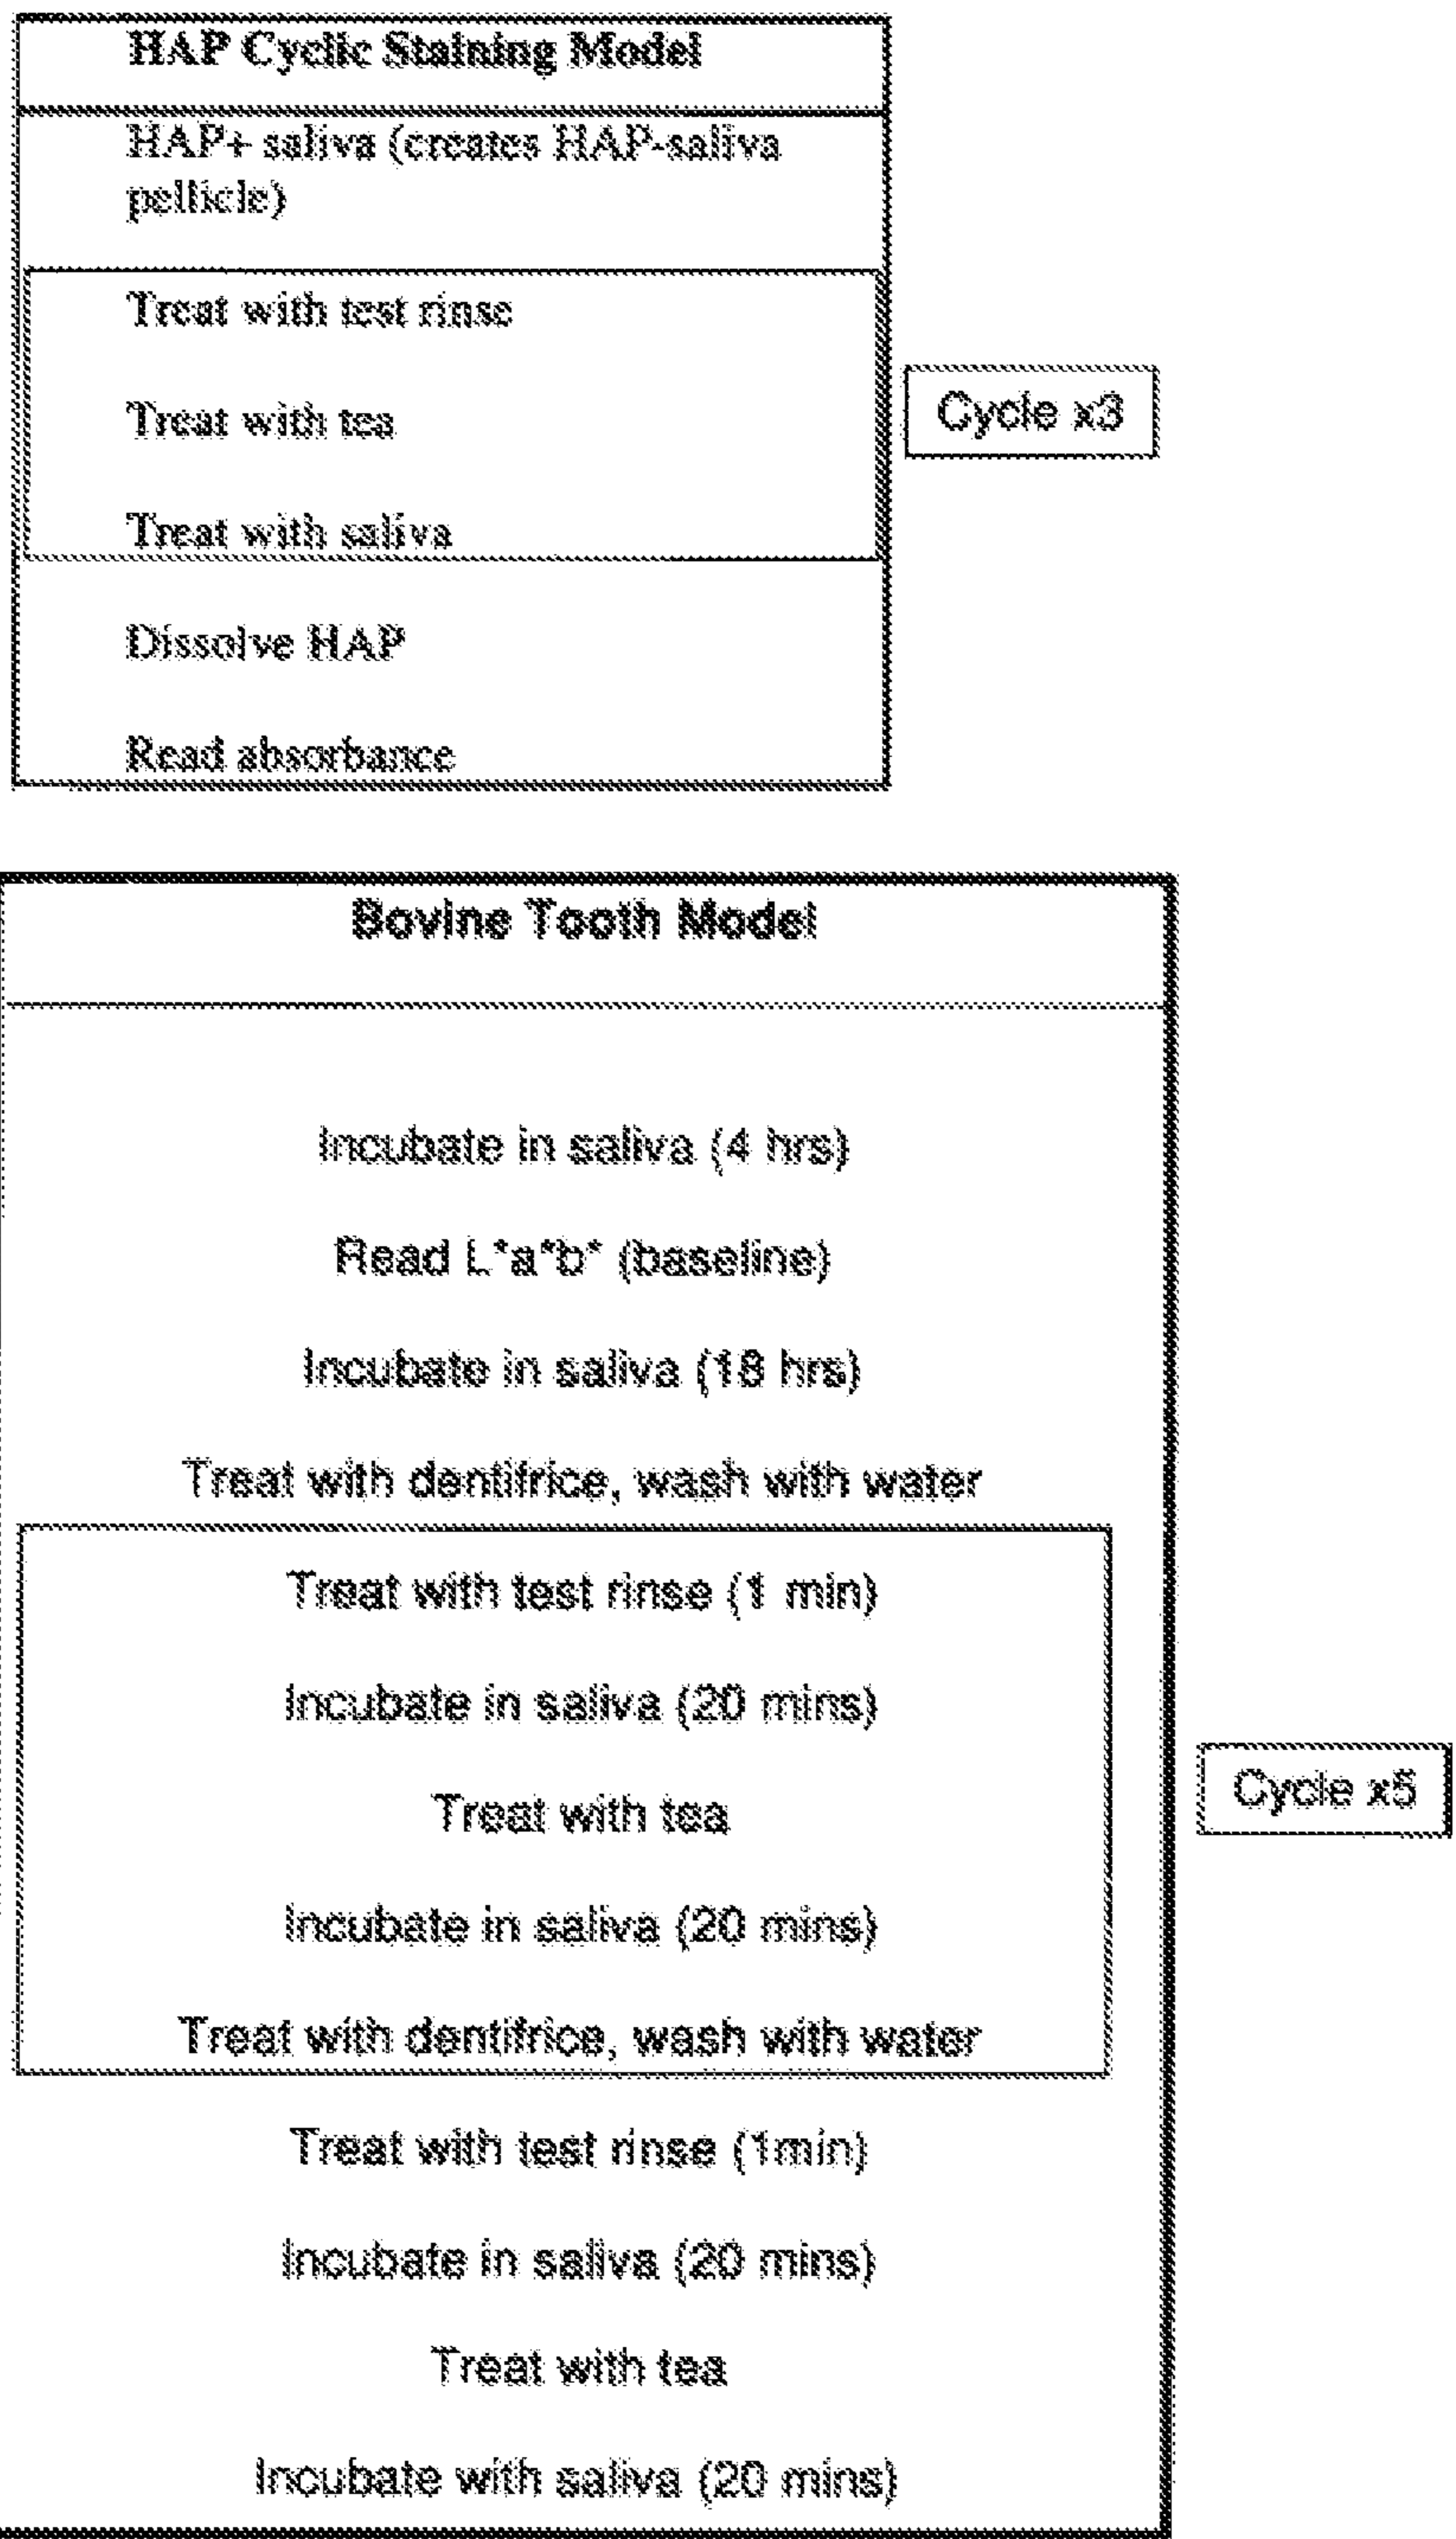 HAP Cyclic Staining Model
HAP+ saliva (creates HAP-saliva
pellicle)
Treat with test rinse
Treat with tea
Cycle x3
Treat with saliva
Dissolve HAP
Read absorbance
Bovine Tooth Model
Incubate in saliva (4 hrs)
Read L*a*b* (baseline)
Incubate in saliva (18 hrs)
Treat with dentifrice, wash with water
Treat with test rinse (1 min)
Incubate in saliva (20 mins)
Treat with tea
Cycle x5
Incubate in saliva (20 mins)
Treat with dentifrice, wash with water
Treat with test rinse (1min)
Incubate in saliva (20 mins)
Treat with tea
Incubate with saliva (20 mins)